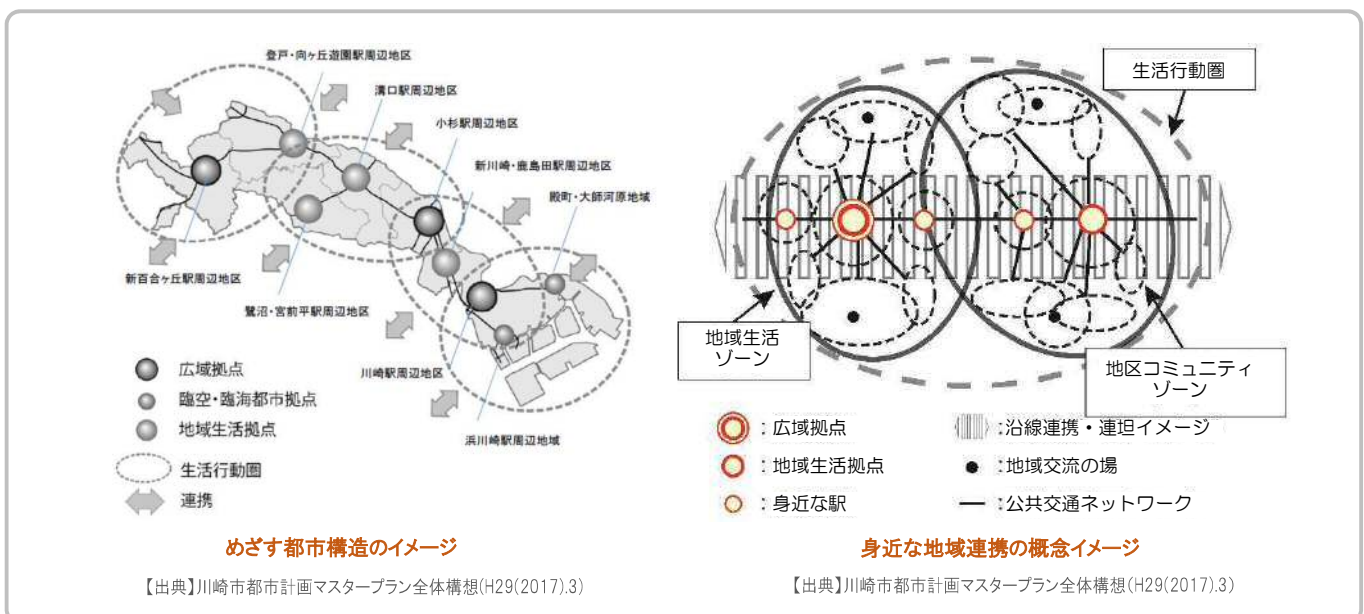 登戸・向ヶ丘遊園駅周辺地区
溝口駅周辺地区
小杉駅周辺地区
新川崎・鹿島田駅周辺地区
殿町・大師河原地域
新百合ヶ丘駅周辺地区
鷺沼・宮前平駅周辺地区
川崎駅周辺地区
浜川崎駅周辺地域
広域拠点
臨空・臨海都市拠点
地域生活拠点
生活行動圏
連携
めざす都市構造のイメージ
【出典】川崎市都市計画マスタープラン全体構想(H29(2017).3)
生活行動圏
地域生活
ゾーン
地区コミュニティ
ゾーン
：広域拠点
：地域生活拠点
：身近な駅
：沿線連携・連坦イメージ
：地域交流の場
：公共交通ネットワーク
身近な地域連携の概念イメージ
【出典】川崎市都市計画マスタープラン全体構想(H29(2017).3)